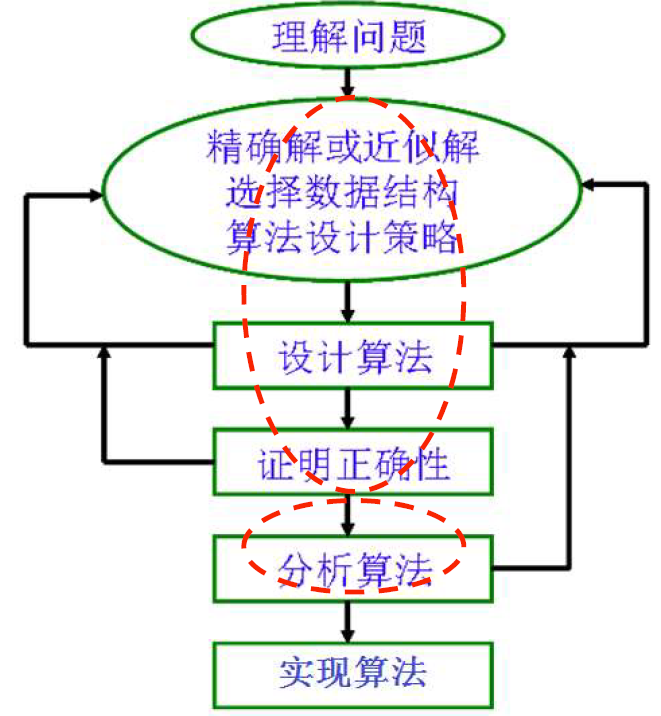 理解问题
精确解或近似解
选择数据结构
算法设计策略
设计算法
证明正确性
分析算法
实现算法